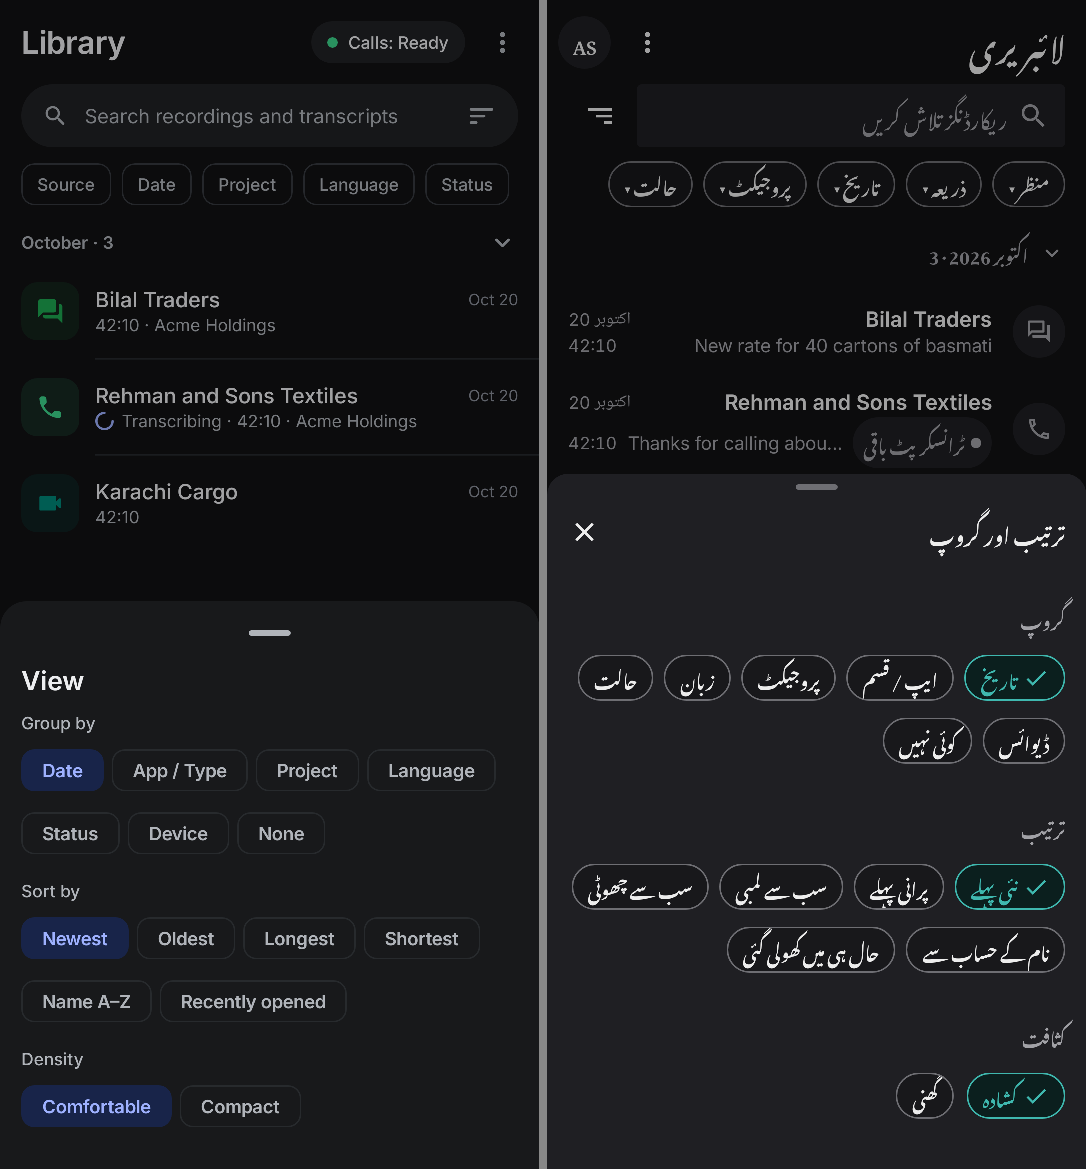 Library
Calls: Ready
Search recordings and transcripts
Source Date Project Language Status
October · 3
Bilal Traders Oct 20
42:10 · Acme Holdings
Rehman and Sons Textiles Oct 20
Transcribing · 42:10 · Acme Holdings
Karachi Cargo Oct 20
42:10
View
Group by
Date App / Type Project Language
Status Device None
Sort by
Newest Oldest Longest Shortest
Name A–Z Recently opened
Density
Comfortable Compact
لائبریری
AS
ریکارڈنگز تلاش کریں
منظر ذریعہ تاریخ پروجیکٹ حالت
اکتوبر 2026 · 3
Bilal Traders اکتوبر 20
New rate for 40 cartons of basmati 42:10
Rehman and Sons Textiles اکتوبر 20
ٹرانسکرپٹ باقی Thanks for calling abou... 42:10
ترتیب اور گروپ
گروپ
تاریخ ایپ / قسم پروجیکٹ زبان حالت
ڈیوائس کوئی نہیں
ترتیب
نئی پہلے پرانی پہلے سب سے لمبی سب سے چھوٹی
نام کے حساب سے حال ہی میں کھولی گئی
کثافت
کشادہ گھنی